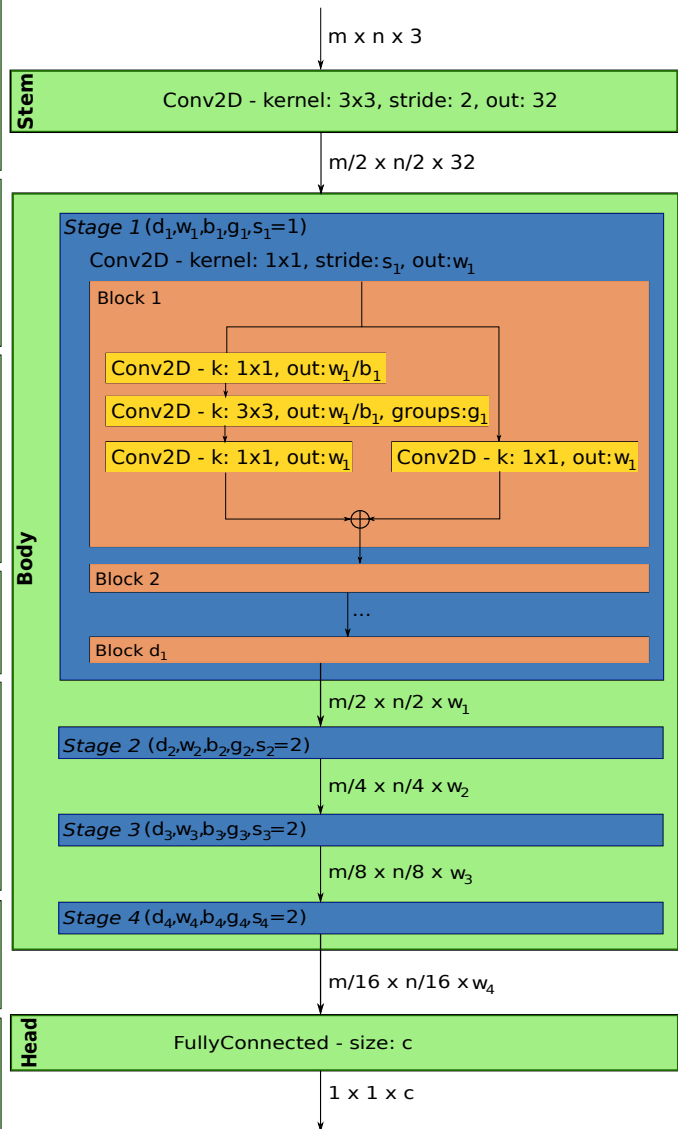 m x n x 3
Stem
Conv2D - kernel: 3x3, stride: 2, out: 32
m/2 x n/2 x 32
Body
Stage 1 (d₁,w₁,b₁,g₁,s₁=1)
Conv2D - kernel: 1x1, stride:s₁, out:w₁
Block 1
Conv2D - k: 1x1, out:w₁/b₁
Conv2D - k: 3x3, out:w₁/b₁, groups:g₁
Conv2D - k: 1x1, out:w₁
Conv2D - k: 1x1, out:w₁
Block 2
...
Block d₁
m/2 x n/2 x w₁
Stage 2 (d₂,w₂,b₂,g₂,s₂=2)
m/4 x n/4 x w₂
Stage 3 (d₃,w₃,b₃,g₃,s₃=2)
m/8 x n/8 x w₃
Stage 4 (d₄,w₄,b₄,g₄,s₄=2)
m/16 x n/16 x w₄
Head
FullyConnected - size: c
1 x 1 x c